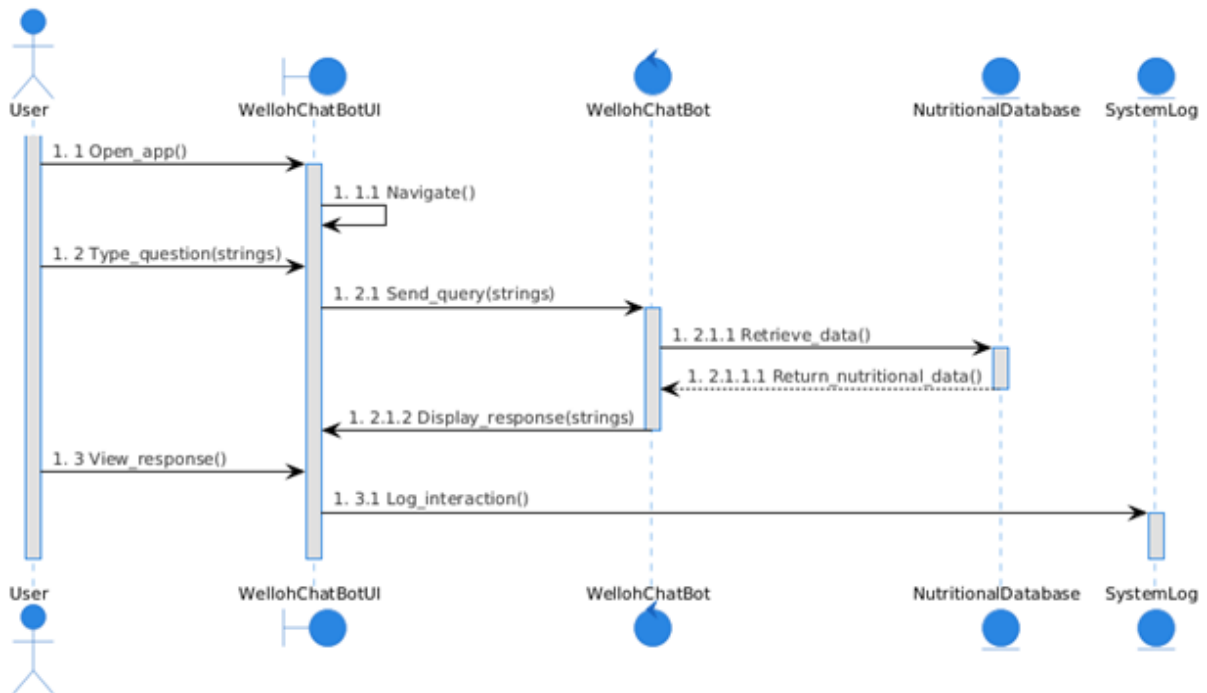 User
WellohChatBotUI
WellohChatBot
NutritionalDatabase
SystemLog
1. 1 Open_app()
1. 1.1 Navigate()
1. 2 Type_question(strings)
1. 2.1 Send_query(strings)
1. 2.1.1 Retrieve_data()
1. 2.1.1.1 Return_nutritional_data()
1. 2.1.2 Display_response(strings)
1. 3 View_response()
1. 3.1 Log_interaction()
User
WellohChatBotUI
WellohChatBot
NutritionalDatabase
SystemLog